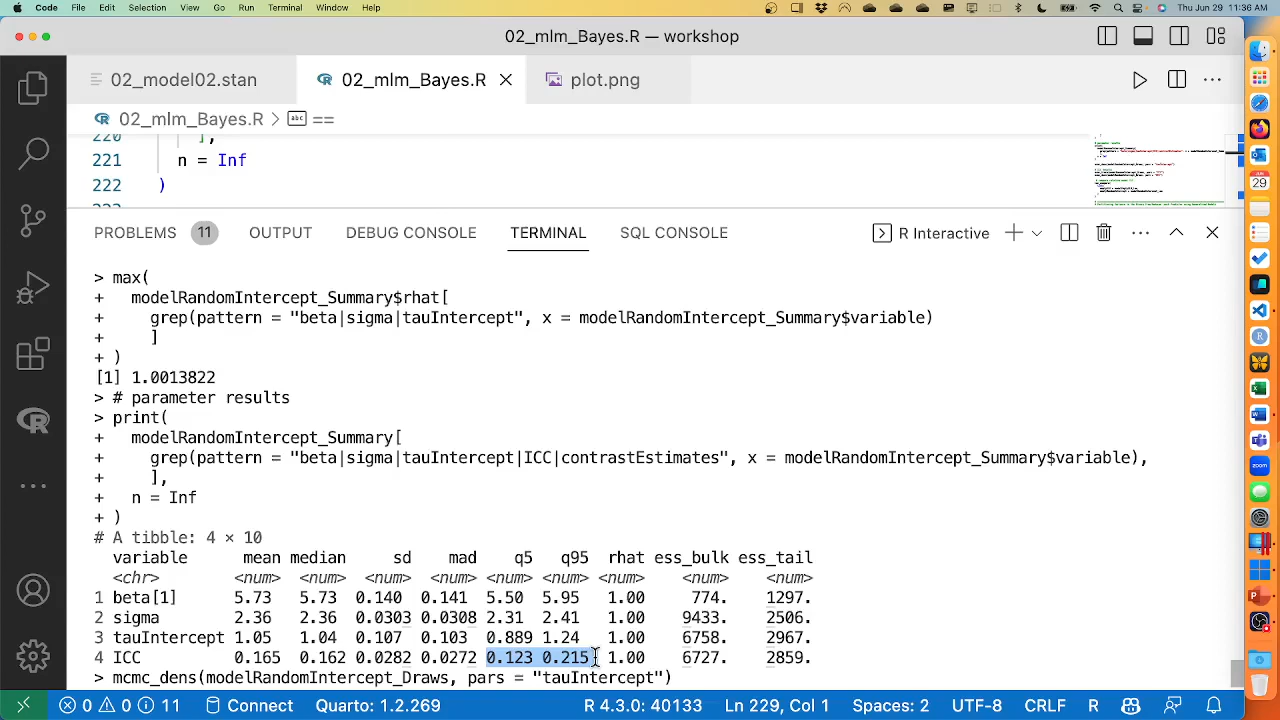 Code File Edit Selection View Go Run Terminal Window Help Thu Jun 29 11:36 AM
02_mlm_Bayes.R — workshop
02_model02.stan 02_mlm_Bayes.R plot.png
02_mlm_Bayes.R > abc ==
220 ],
221 n = Inf
222 )
PROBLEMS 11 OUTPUT DEBUG CONSOLE TERMINAL SQL CONSOLE R Interactive
> max(
+ modelRandomIntercept_Summary$rhat[
+ grep(pattern = "beta|sigma|tauIntercept", x = modelRandomIntercept_Summary$variable)
+ ]
+ )
[1] 1.0013822
> # parameter results
> print(
+ modelRandomIntercept_Summary[
+ grep(pattern = "beta|sigma|tauIntercept|ICC|contrastEstimates", x = modelRandomIntercept_Summary$variable),
+ ],
+ n = Inf
+ )
# A tibble: 4 × 10
variable mean median sd mad q5 q95 rhat ess_bulk ess_tail
<chr> <num> <num> <num> <num> <num> <num> <num> <num> <num>
1 beta[1] 5.73 5.73 0.140 0.141 5.50 5.95 1.00 774. 1297.
2 sigma 2.36 2.36 0.0303 0.0308 2.31 2.41 1.00 9433. 2506.
3 tauIntercept 1.05 1.04 0.107 0.103 0.889 1.24 1.00 6758. 2967.
4 ICC 0.165 0.162 0.0282 0.0272 0.123 0.215 1.00 6727. 2859.
> mcmc_dens(modelRandomIntercept_Draws, pars = "tauIntercept")
0 0 11 Connect Quarto: 1.2.269 R 4.3.0: 40133 Ln 229, Col 1 Spaces: 2 UTF-8 CRLF R
JUN
29
zoom